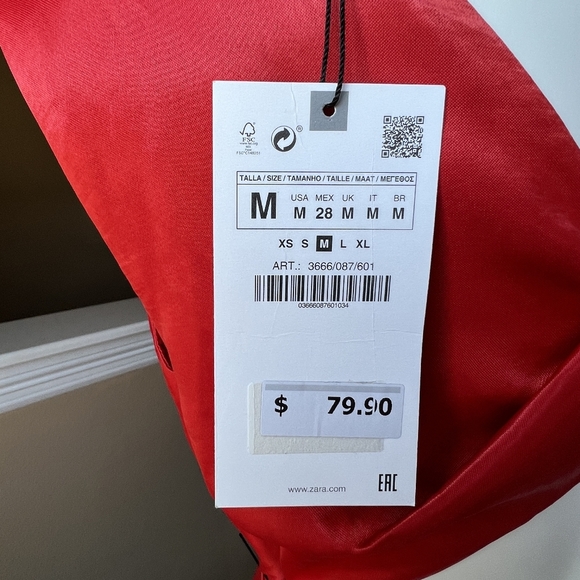 FSC
®
TALLA / SIZE / TAMANHO / TAILLE / MAAT / ΜΕΓΕΘΟΣ
M USA MEX UK IT BR
M 28 M M M
XS S M L XL
ART.: 3666/087/601
03666087601034
$ 79.90
www.zara.com
EAC